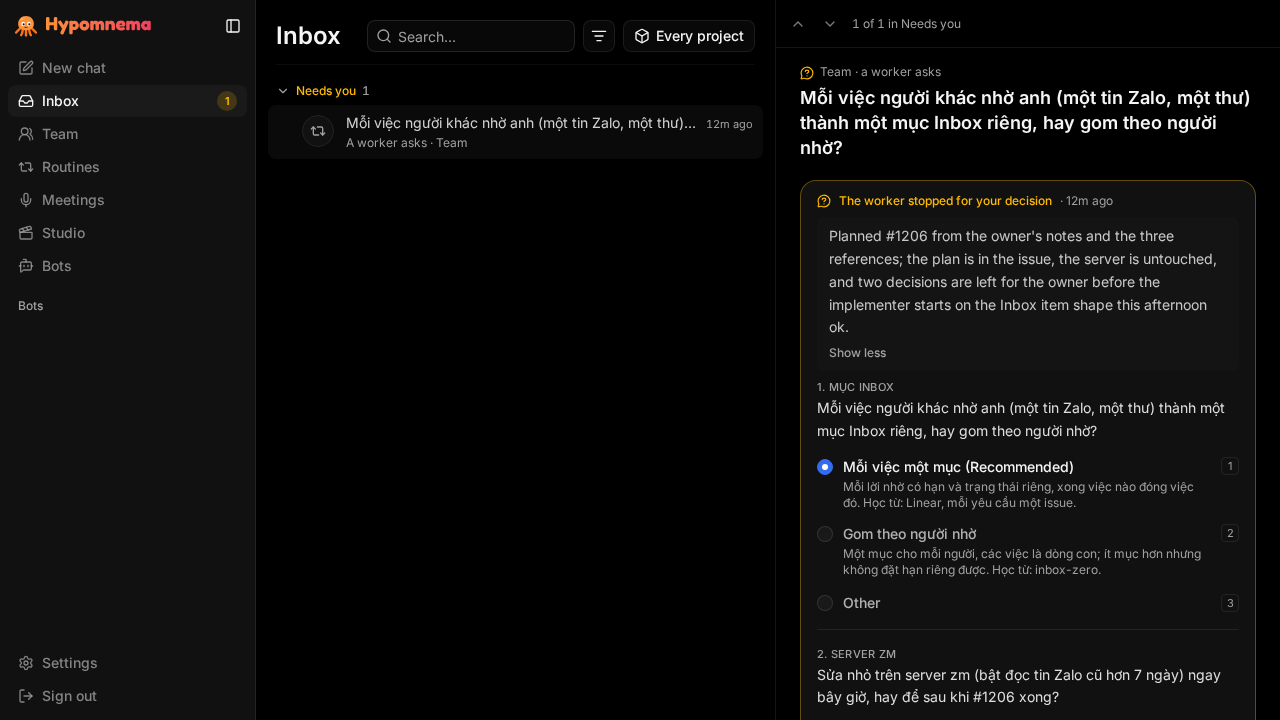 Hypomnema
New chat
Inbox
1
Team
Routines
Meetings
Studio
Bots
Bots
Settings
Sign out
Inbox
Search...
Every project
Needs you 1
Mỗi việc người khác nhờ anh (một tin Zalo, một thư)...
12m ago
A worker asks · Team
1 of 1 in Needs you
Team · a worker asks
Mỗi việc người khác nhờ anh (một tin Zalo, một thư)
thành một mục Inbox riêng, hay gom theo người
nhờ?
The worker stopped for your decision · 12m ago
Planned #1206 from the owner's notes and the three
references; the plan is in the issue, the server is untouched,
and two decisions are left for the owner before the
implementer starts on the Inbox item shape this afternoon
ok.
Show less
1. MỤC INBOX
Mỗi việc người khác nhờ anh (một tin Zalo, một thư) thành một
mục Inbox riêng, hay gom theo người nhờ?
Mỗi việc một mục (Recommended)
1
Mỗi lời nhờ có hạn và trạng thái riêng, xong việc nào đóng việc
đó. Học từ: Linear, mỗi yêu cầu một issue.
Gom theo người nhờ
2
Một mục cho mỗi người, các việc là dòng con; ít mục hơn nhưng
không đặt hạn riêng được. Học từ: inbox-zero.
Other
3
2. SERVER ZM
Sửa nhỏ trên server zm (bật đọc tin Zalo cũ hơn 7 ngày) ngay
bây giờ, hay để sau khi #1206 xong?